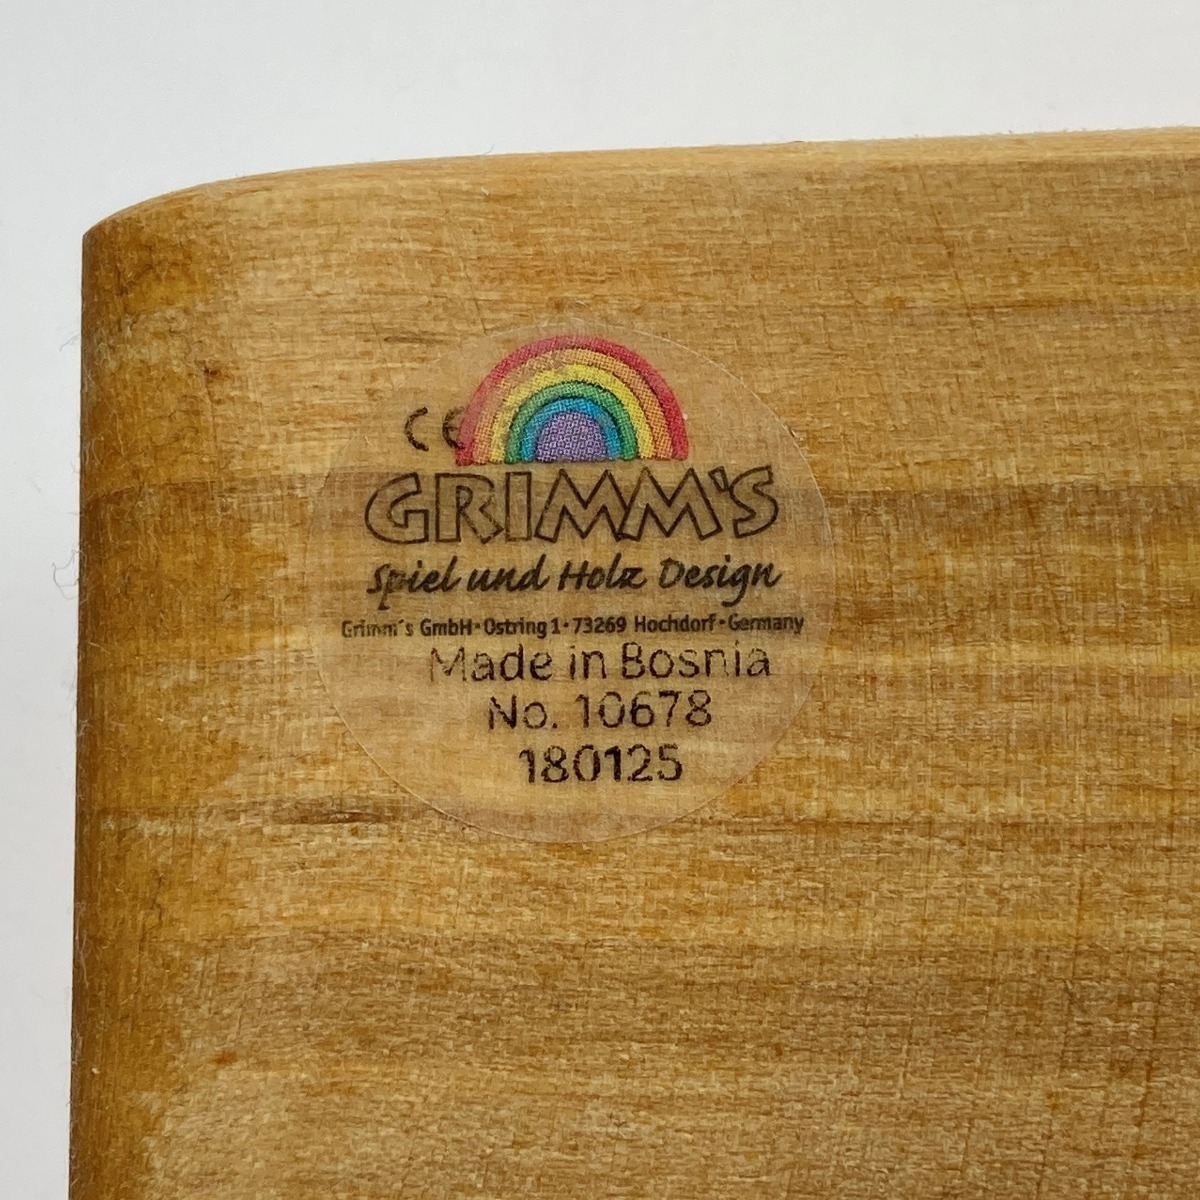 CE
GRIMM'S
Spiel und Holz Design
Grimm´s GmbH·Ostring 1·73269 Hochdorf·Germany
Made in Bosnia
No. 10678
180125